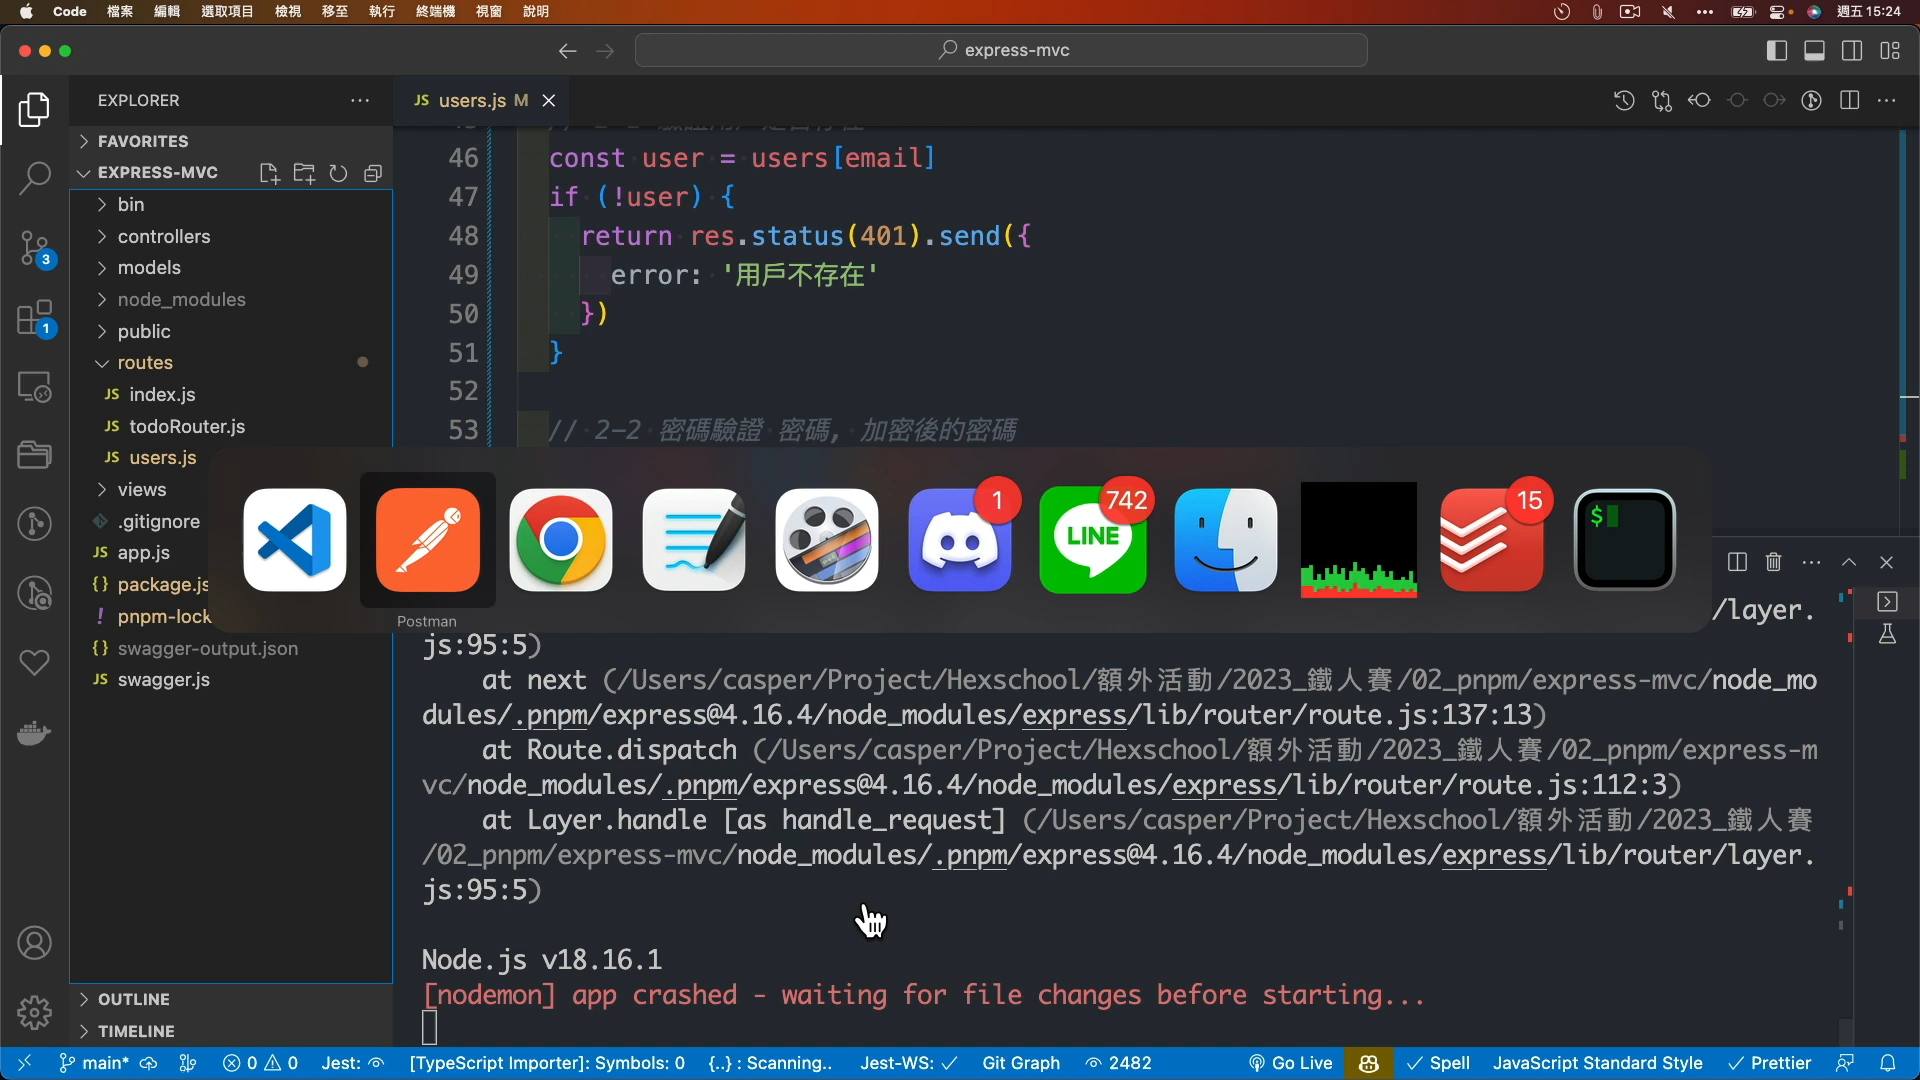 Code 檔案 編輯 選取項目 檢視 移至 執行 終端機 視窗 說明 週五 15:24
express-mvc
EXPLORER
JS users.js M
FAVORITES
EXPRESS-MVC
bin
controllers
models
node_modules
public
routes
JS index.js
JS todoRouter.js
JS users.js
views
.gitignore
JS app.js
{} package.js
! pnpm-lock
{} swagger-output.json
JS swagger.js
OUTLINE
TIMELINE
3
1
46 const user = users[email]
47 if (!user) {
48 return res.status(401).send({
49 error: '用戶不存在'
50 })
51 }
52
53 // 2-2 密碼驗證 密碼, 加密後的密碼
1
742
LINE
15
$
Postman
/layer.
js:95:5)
at next (/Users/casper/Project/Hexschool/額外活動/2023_鐵人賽/02_pnpm/express-mvc/node_mo
dules/.pnpm/express@4.16.4/node_modules/express/lib/router/route.js:137:13)
at Route.dispatch (/Users/casper/Project/Hexschool/額外活動/2023_鐵人賽/02_pnpm/express-m
vc/node_modules/.pnpm/express@4.16.4/node_modules/express/lib/router/route.js:112:3)
at Layer.handle [as handle_request] (/Users/casper/Project/Hexschool/額外活動/2023_鐵人賽
/02_pnpm/express-mvc/node_modules/.pnpm/express@4.16.4/node_modules/express/lib/router/layer.
js:95:5)
Node.js v18.16.1
[nodemon] app crashed - waiting for file changes before starting...
main* 0 0 Jest: [TypeScript Importer]: Symbols: 0 {..} : Scanning.. Jest-WS: Git Graph 2482 Go Live Spell JavaScript Standard Style Prettier